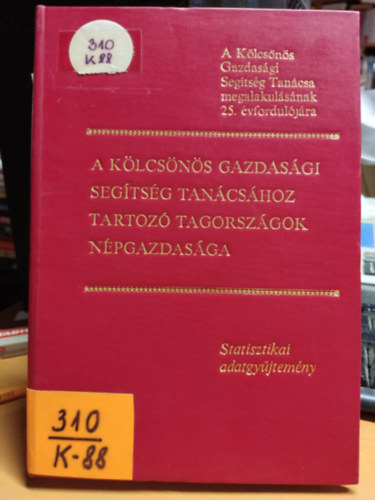 310
K-88
A Kölcsönös
Gazdasági
Segítség Tanácsa
megalakulásának
25. évfordulójára
A KÖLCSÖNÖS GAZDASÁGI
SEGÍTSÉG TANÁCSÁHOZ
TARTOZÓ TAGORSZÁGOK
NÉPGAZDASÁGA
Statisztikai
adatgyűjtemény
310
K-88